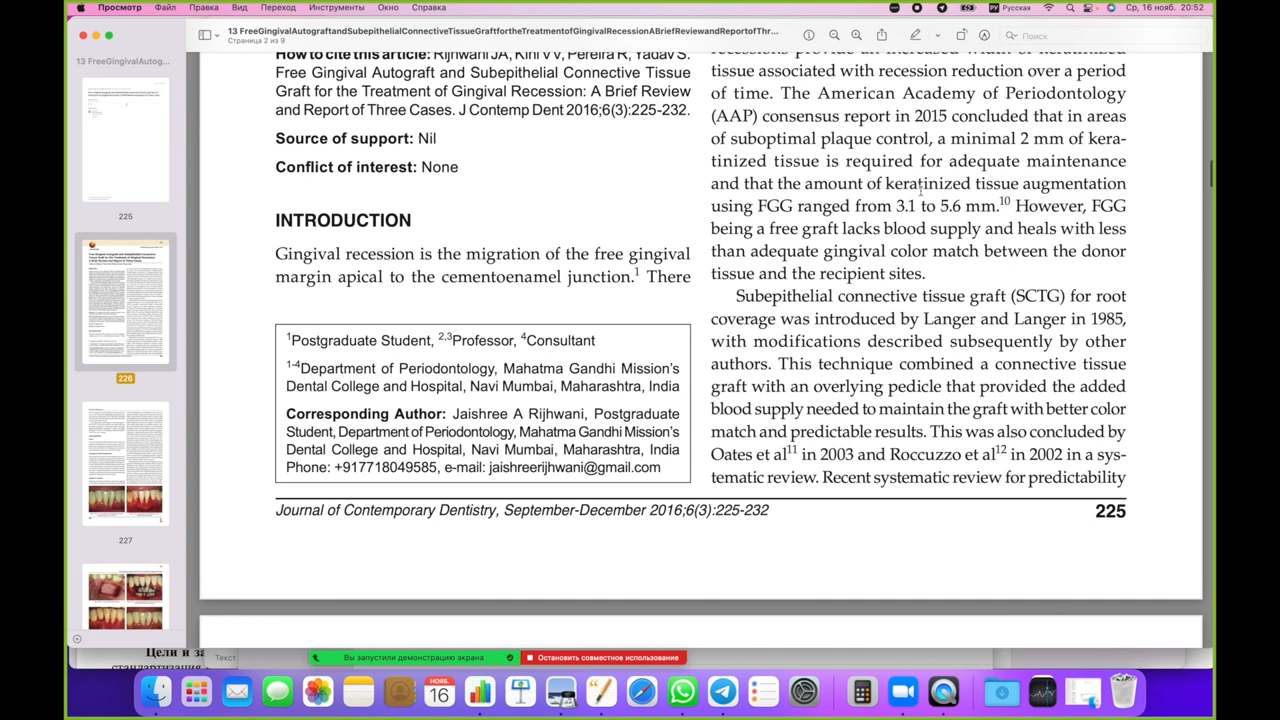 Просмотр Файл Правка Вид Переход Инструменты Окно Справка
Русская Ср, 16 нояб. 20:52
13 FreeGingivalAutograftandSubepithelialConnectiveTissueGraftfortheTreatmentofGingivalRecessionABriefReviewandReportofThr...
Страница 2 из 9
Поиск
13 FreeGingivalAutog...
225
226
227
How to cite this article: Rijhwani JA, Kini V V, Pereira R, Yadav S.
Free Gingival Autograft and Subepithelial Connective Tissue
Graft for the Treatment of Gingival Recession: A Brief Review
and Report of Three Cases. J Contemp Dent 2016;6(3):225-232.
Source of support: Nil
Conflict of interest: None
INTRODUCTION
Gingival recession is the migration of the free gingival
margin apical to the cementoenamel junction.1 There
1Postgraduate Student, 2,3Professor, 4Consultant
1-4Department of Periodontology, Mahatma Gandhi Mission's
Dental College and Hospital, Navi Mumbai, Maharashtra, India
Corresponding Author: Jaishree A Rijhwani, Postgraduate
Student, Department of Periodontology, Mahatma Gandhi Mission's
Dental College and Hospital, Navi Mumbai, Maharashtra, India
Phone: +917718049585, e-mail: jaishreerijhwani@gmail.com
recessions provide an increased width of keratinized
tissue associated with recession reduction over a period
of time. The American Academy of Periodontology
(AAP) consensus report in 2015 concluded that in areas
of suboptimal plaque control, a minimal 2 mm of kera-
tinized tissue is required for adequate maintenance
and that the amount of keratinized tissue augmentation
using FGG ranged from 3.1 to 5.6 mm.10 However, FGG
being a free graft lacks blood supply and heals with less
than adequate gingival color match between the donor
tissue and the recipient sites.
Subepithelial connective tissue graft (SCTG) for root
coverage was introduced by Langer and Langer in 1985,
with modifications described subsequently by other
authors. This technique combined a connective tissue
graft with an overlying pedicle that provided the added
blood supply needed to maintain the graft with better color
match and predictable results. This was also concluded by
Oates et al11 in 2003 and Roccuzzo et al12 in 2002 in a sys-
tematic review. Recent systematic review for predictability
Journal of Contemporary Dentistry, September-December 2016;6(3):225-232
225
Цели и за
Текст
Вы запустили демонстрацию экрана
Остановить совместное использование
НОЯБ.
16